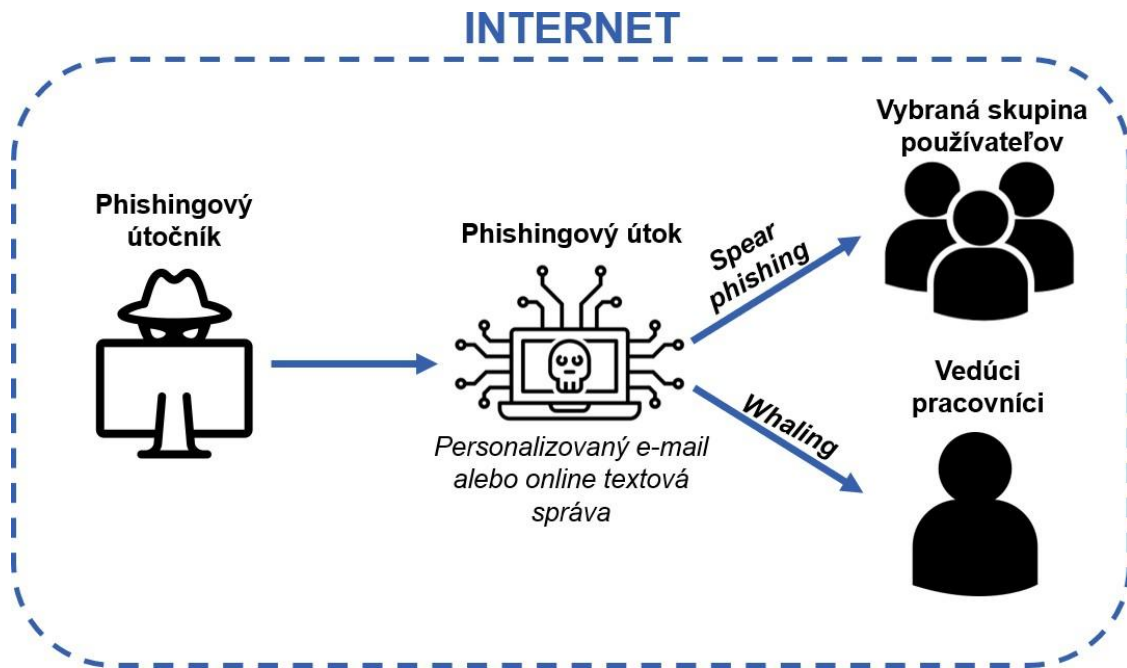 INTERNET
Phishingový
útočník
Phishingový útok
Personalizovaný e-mail
alebo online textová
správa
Spear
phishing
Whaling
Vybraná skupina
používateľov
Vedúci
pracovníci